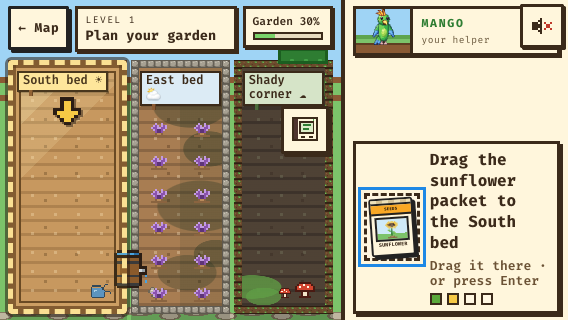 ← Map
LEVEL 1
Plan your garden
Garden 30%
MANGO
your helper
South bed ☀
East bed
Shady
corner
SEEDS
SUNFLOWER
Drag the
sunflower
packet to
the South
bed
Drag it there ·
or press Enter